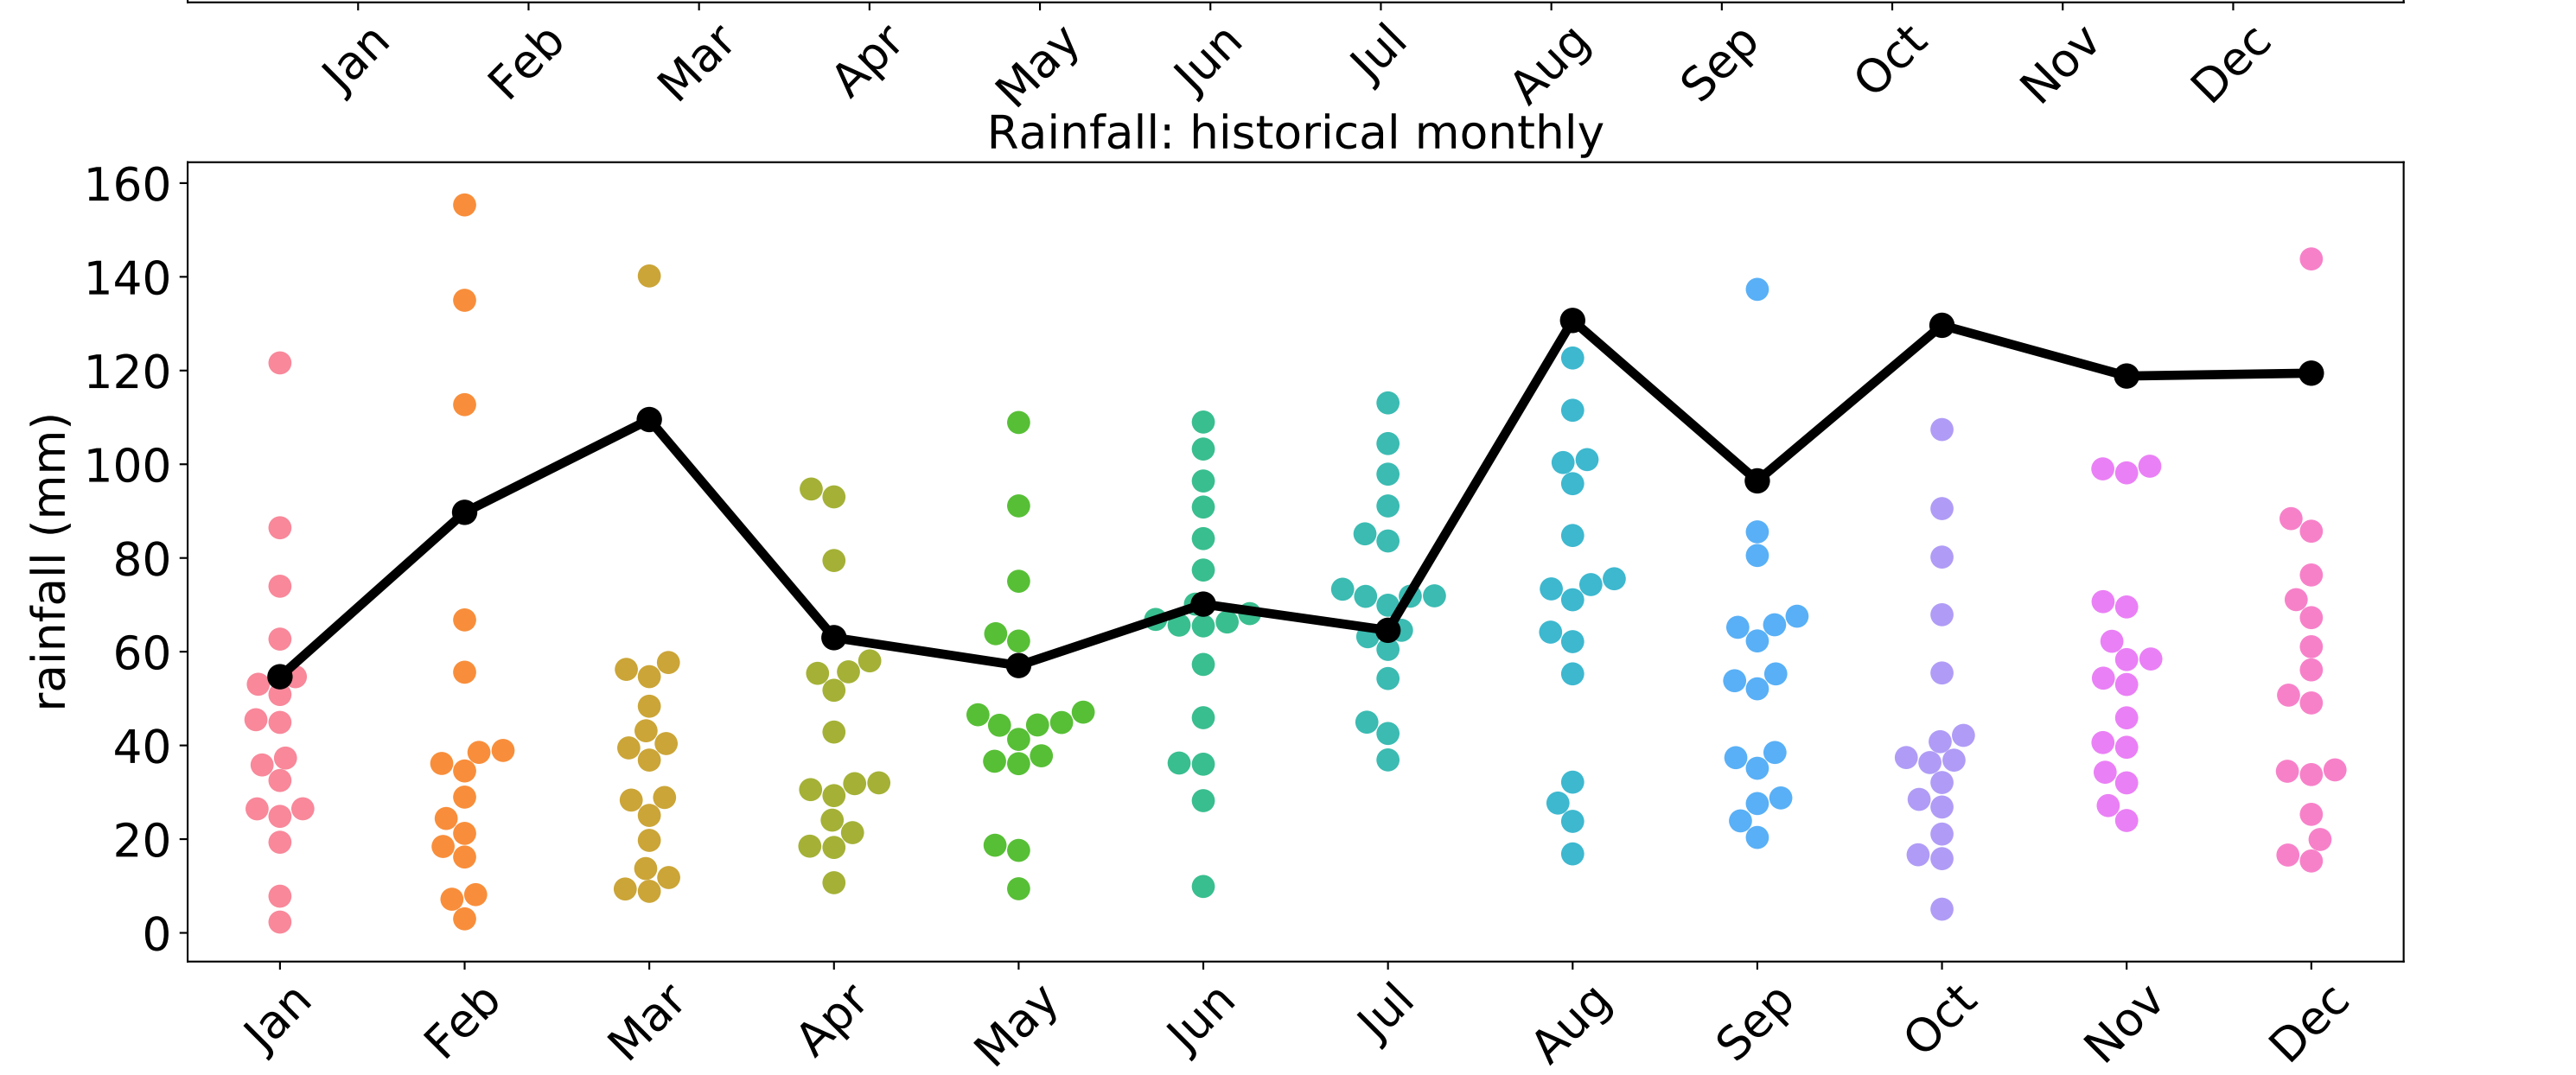 Jan Feb Mar Apr May Jun Jul Aug Sep Oct Nov Dec
Rainfall: historical monthly
rainfall (mm)
160
140
120
100
80
60
40
20
0
Jan Feb Mar Apr May Jun Jul Aug Sep Oct Nov Dec